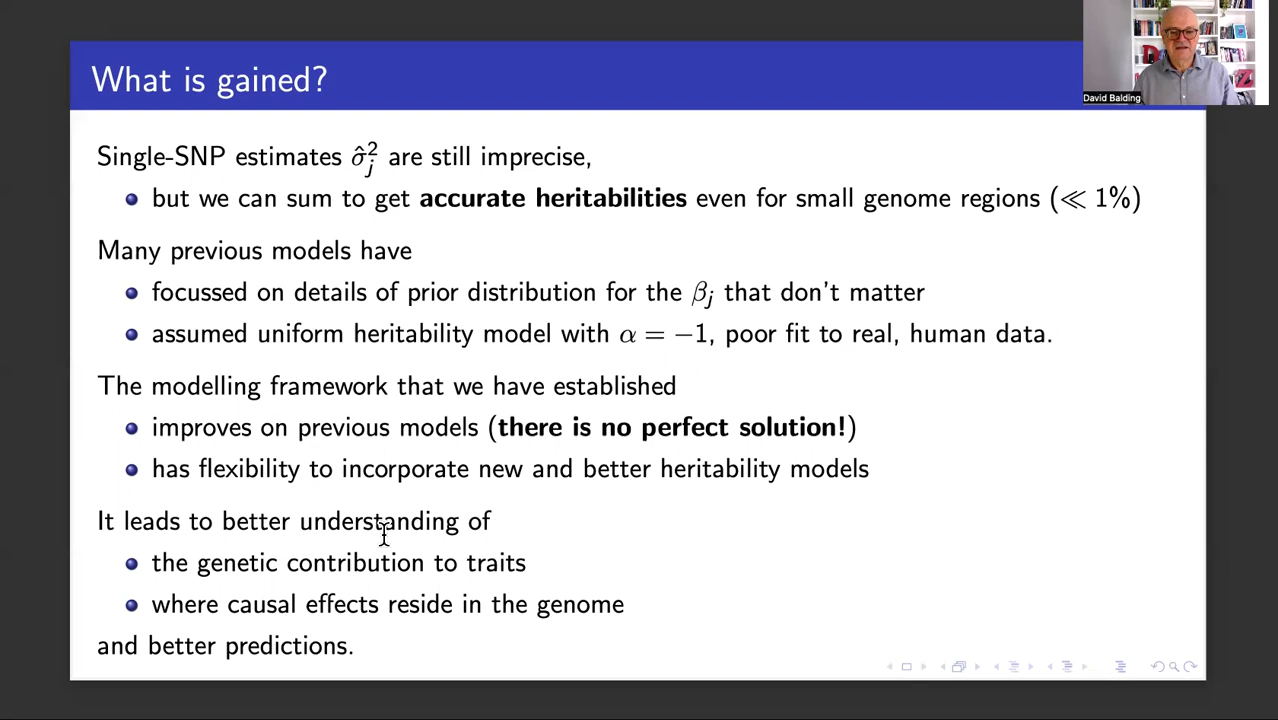 What is gained?
David Balding
Single-SNP estimates σ̂²ⱼ are still imprecise,
but we can sum to get accurate heritabilities even for small genome regions (≪ 1%)
Many previous models have
focussed on details of prior distribution for the βⱼ that don't matter
assumed uniform heritability model with α = −1, poor fit to real, human data.
The modelling framework that we have established
improves on previous models (there is no perfect solution!)
has flexibility to incorporate new and better heritability models
It leads to better understanding of
the genetic contribution to traits
where causal effects reside in the genome
and better predictions.